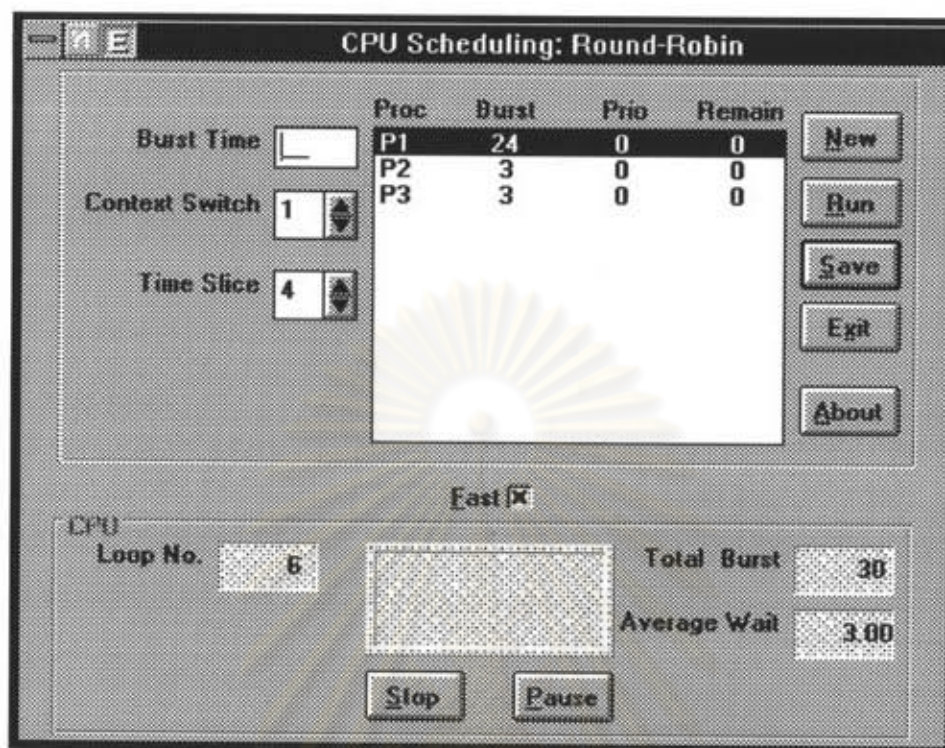 CPU Scheduling: Round-Robin
Proc Burst Prio Remain
Burst Time
P1 24 0 0
P2 3 0 0
P3 3 0 0
Context Switch 1
Time Slice 4
New
Run
Save
Exit
About
Fast
CPU
Loop No. 6
Total Burst 30
Average Wait 3.00
Stop Pause